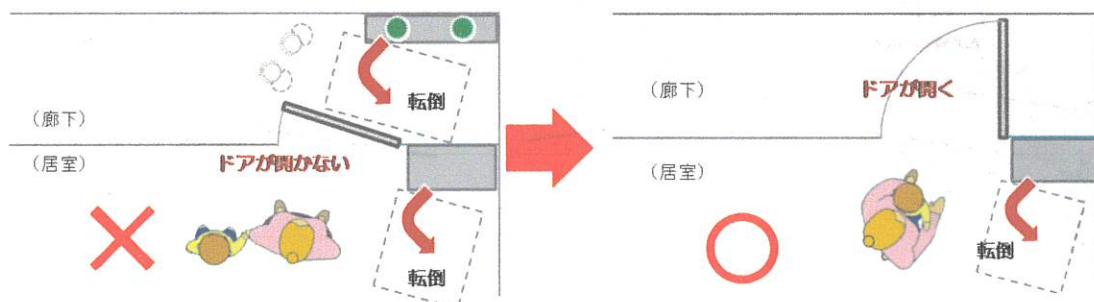 転倒
(廊下)
(居室)
ドアが開かない
転倒
ドアが開く
(廊下)
(居室)
転倒